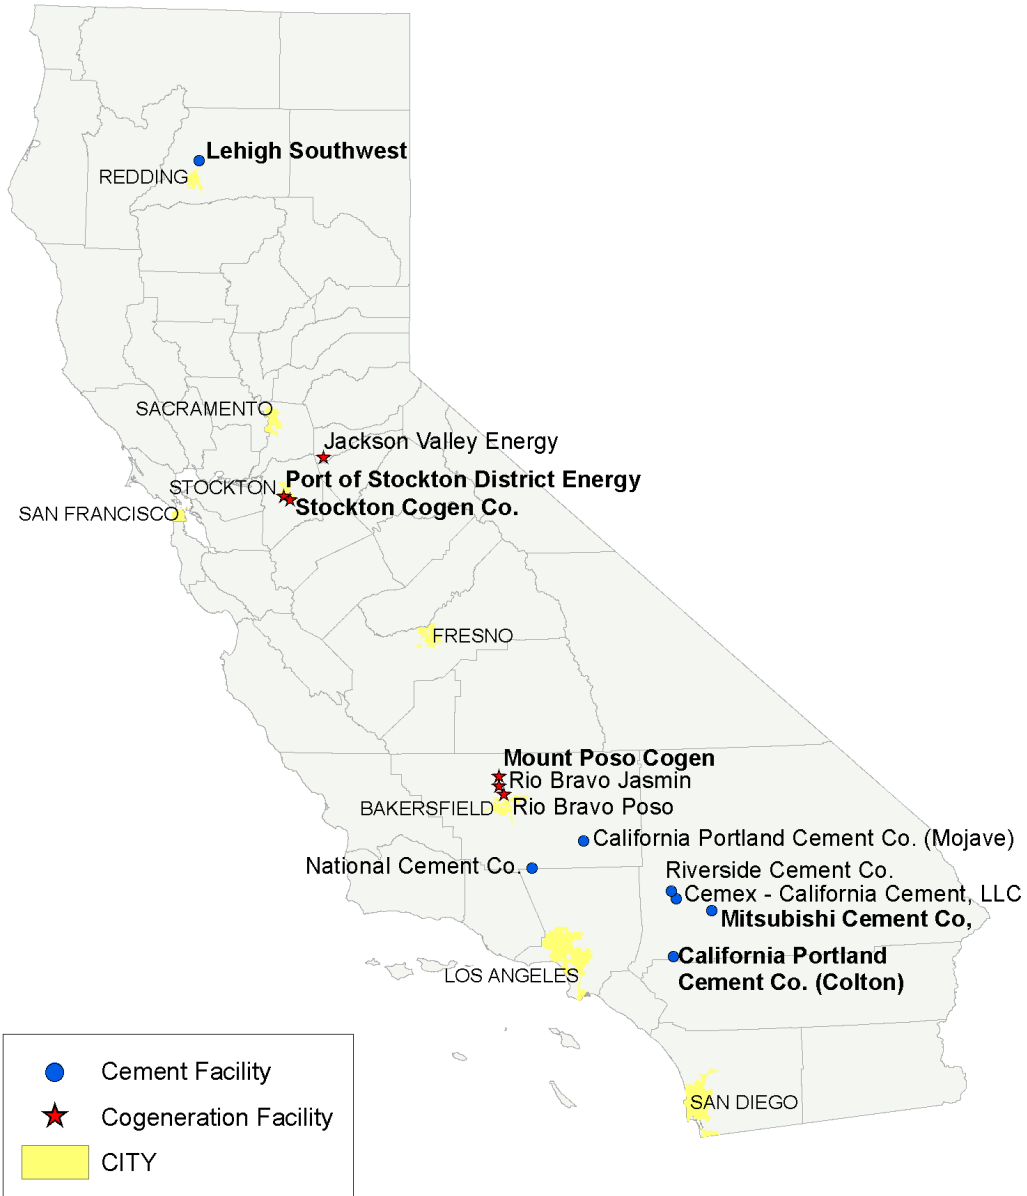 Lehigh Southwest
REDDING
SACRAMENTO
Jackson Valley Energy
Port of Stockton District Energy
STOCKTON
Stockton Cogen Co.
SAN FRANCISCO
FRESNO
Mount Poso Cogen
Rio Bravo Jasmin
BAKERSFIELD
Rio Bravo Poso
California Portland Cement Co. (Mojave)
National Cement Co.
Riverside Cement Co.
Cemex - California Cement, LLC
Mitsubishi Cement Co,
California Portland
Cement Co. (Colton)
LOS ANGELES
SAN DIEGO
Cement Facility
Cogeneration Facility
CITY